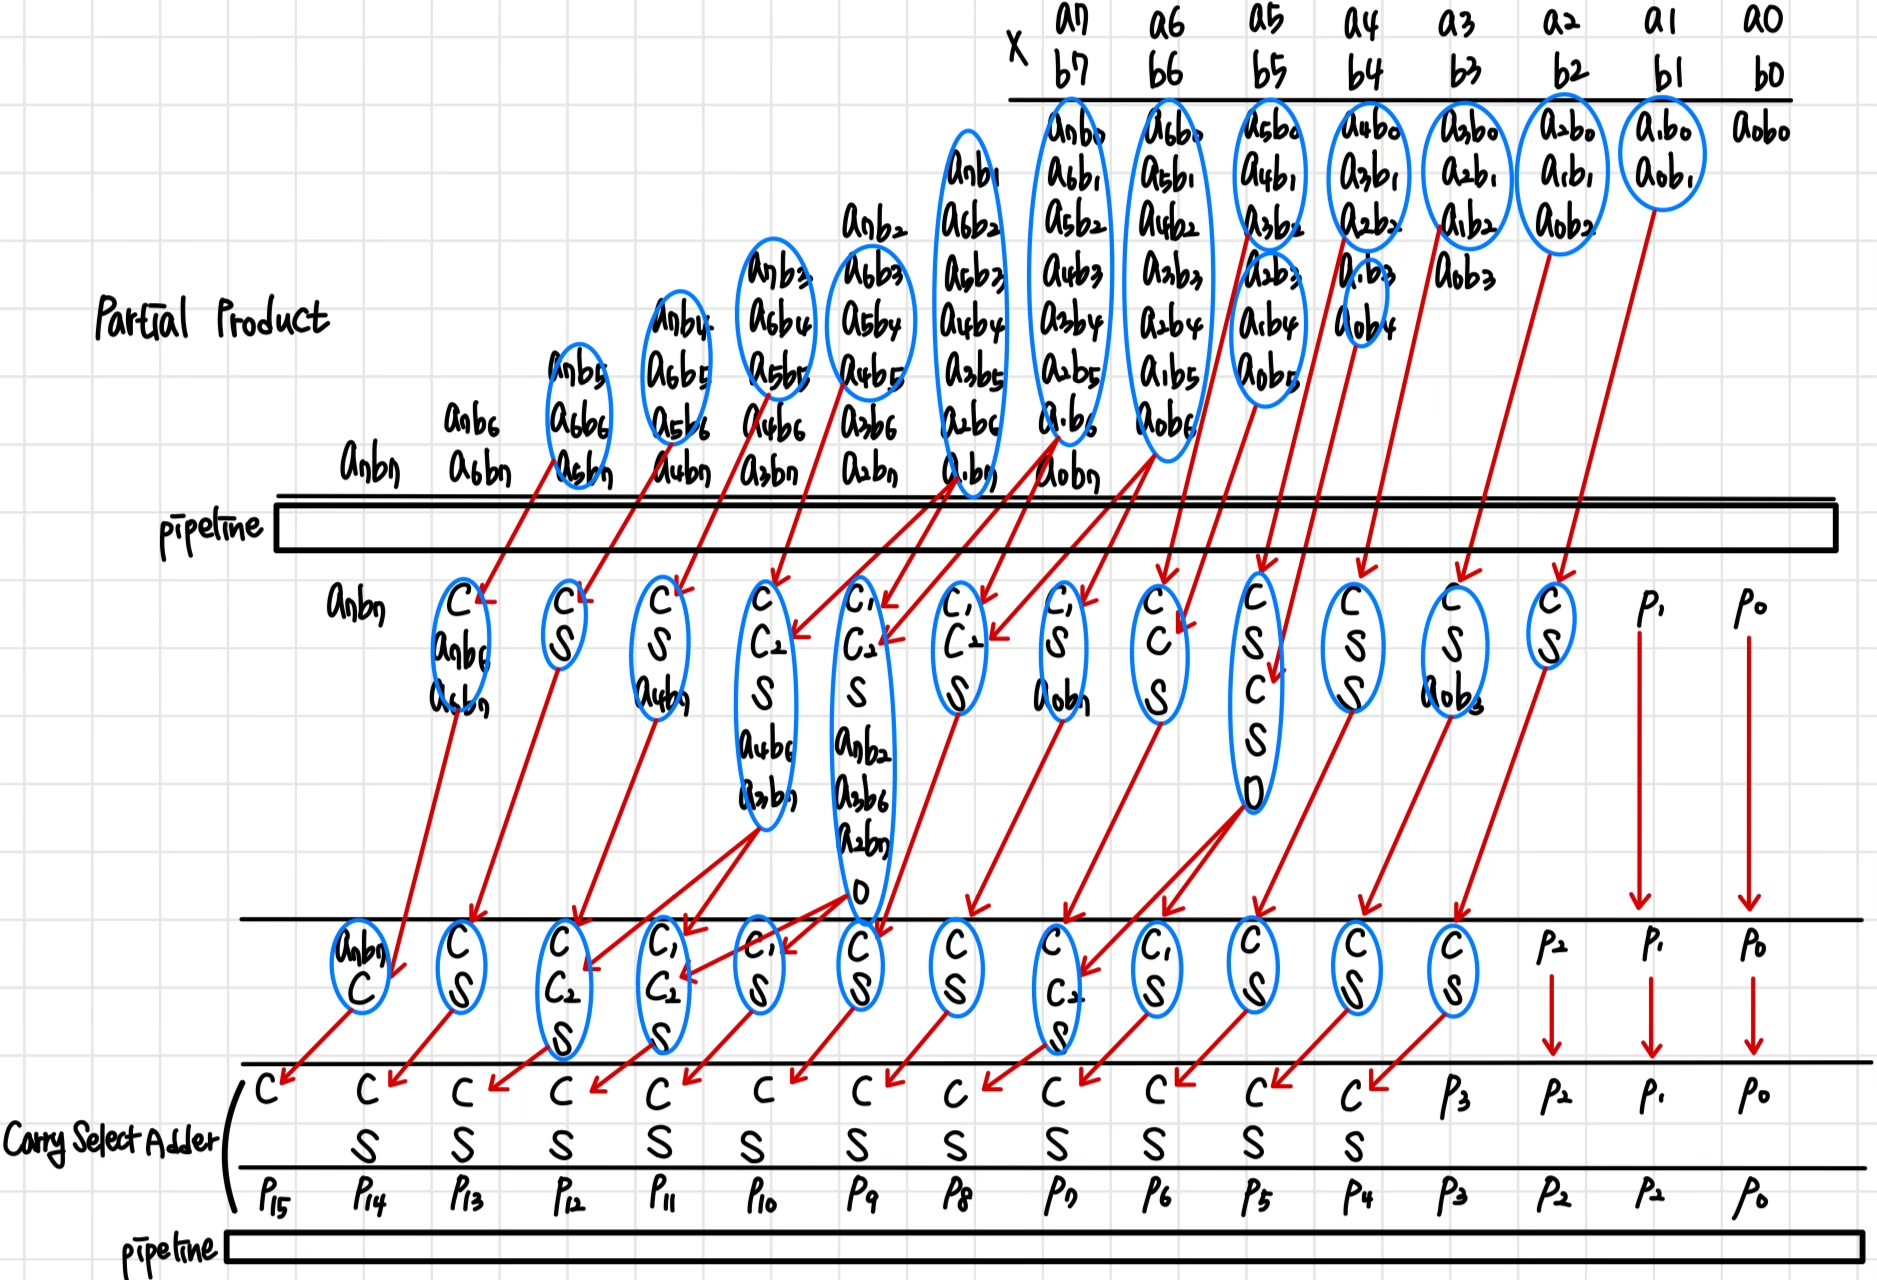 a7 a6 a5 a4 a3 a2 a1 a0
X b7 b6 b5 b4 b3 b2 b1 b0
a7b0 a6b0 a5b0 a4b0 a3b0 a2b0 a1b0 a0b0
a7b1 a6b1 a5b1 a4b1 a3b1 a2b1 a1b1 a0b1
a7b2 a6b2 a5b2 a4b2 a3b2 a2b2 a1b2 a0b2
a7b3 a6b3 a5b3 a4b3 a3b3 a2b3 a1b3 a0b3
Partial Product a7b4 a6b4 a5b4 a4b4 a3b4 a2b4 a1b4 a0b4
a7b5 a6b5 a5b5 a4b5 a3b5 a2b5 a1b5 a0b5
a7b6 a6b6 a5b6 a4b6 a3b6 a2b6 a1b6 a0b6
a7b7 a6b7 a5b7 a4b7 a3b7 a2b7 a1b7 a0b7
pipeline
a7b7 C C C C C1 C1 C1 C C C C C P1 P0
a7b6 S S C2 C2 C2 S C S S S S
a6b7 a4b7 S S S a0b7 S C S a0b3
a4b6 a7b2 S
a3b7 a3b6 0
a2b7
0
a7b7 C C C1 C1 C C C C1 C C C P2 P1 P0
C S C2 C2 S S S C2 S S S S
S S S
C C C C C C C C C C C C P3 P2 P1 P0
Carry Select Adder S S S S S S S S S S S
P15 P14 P13 P12 P11 P10 P9 P8 P7 P6 P5 P4 P3 P2 P2 P0
pipeline